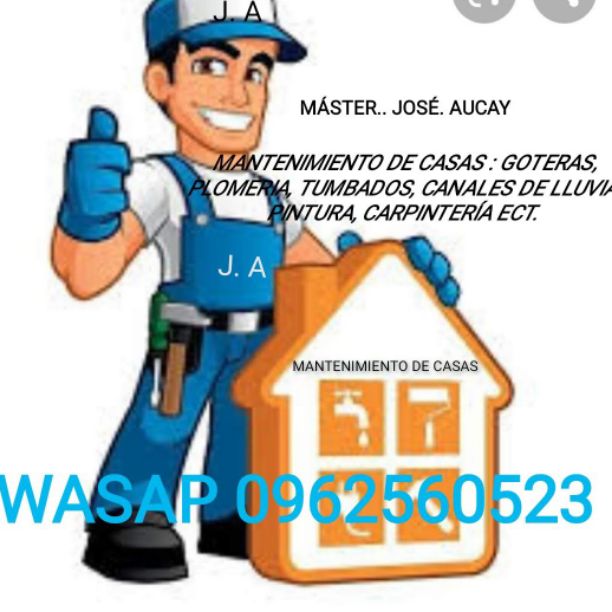 J. A
MÁSTER.. JOSÉ. AUCAY
MANTENIMIENTO DE CASAS : GOTERAS,
PLOMERIA, TUMBADOS, CANALES DE LLUVIA
PINTURA, CARPINTERÍA ECT.
J. A
MANTENIMIENTO DE CASAS
WASAP 0962560523